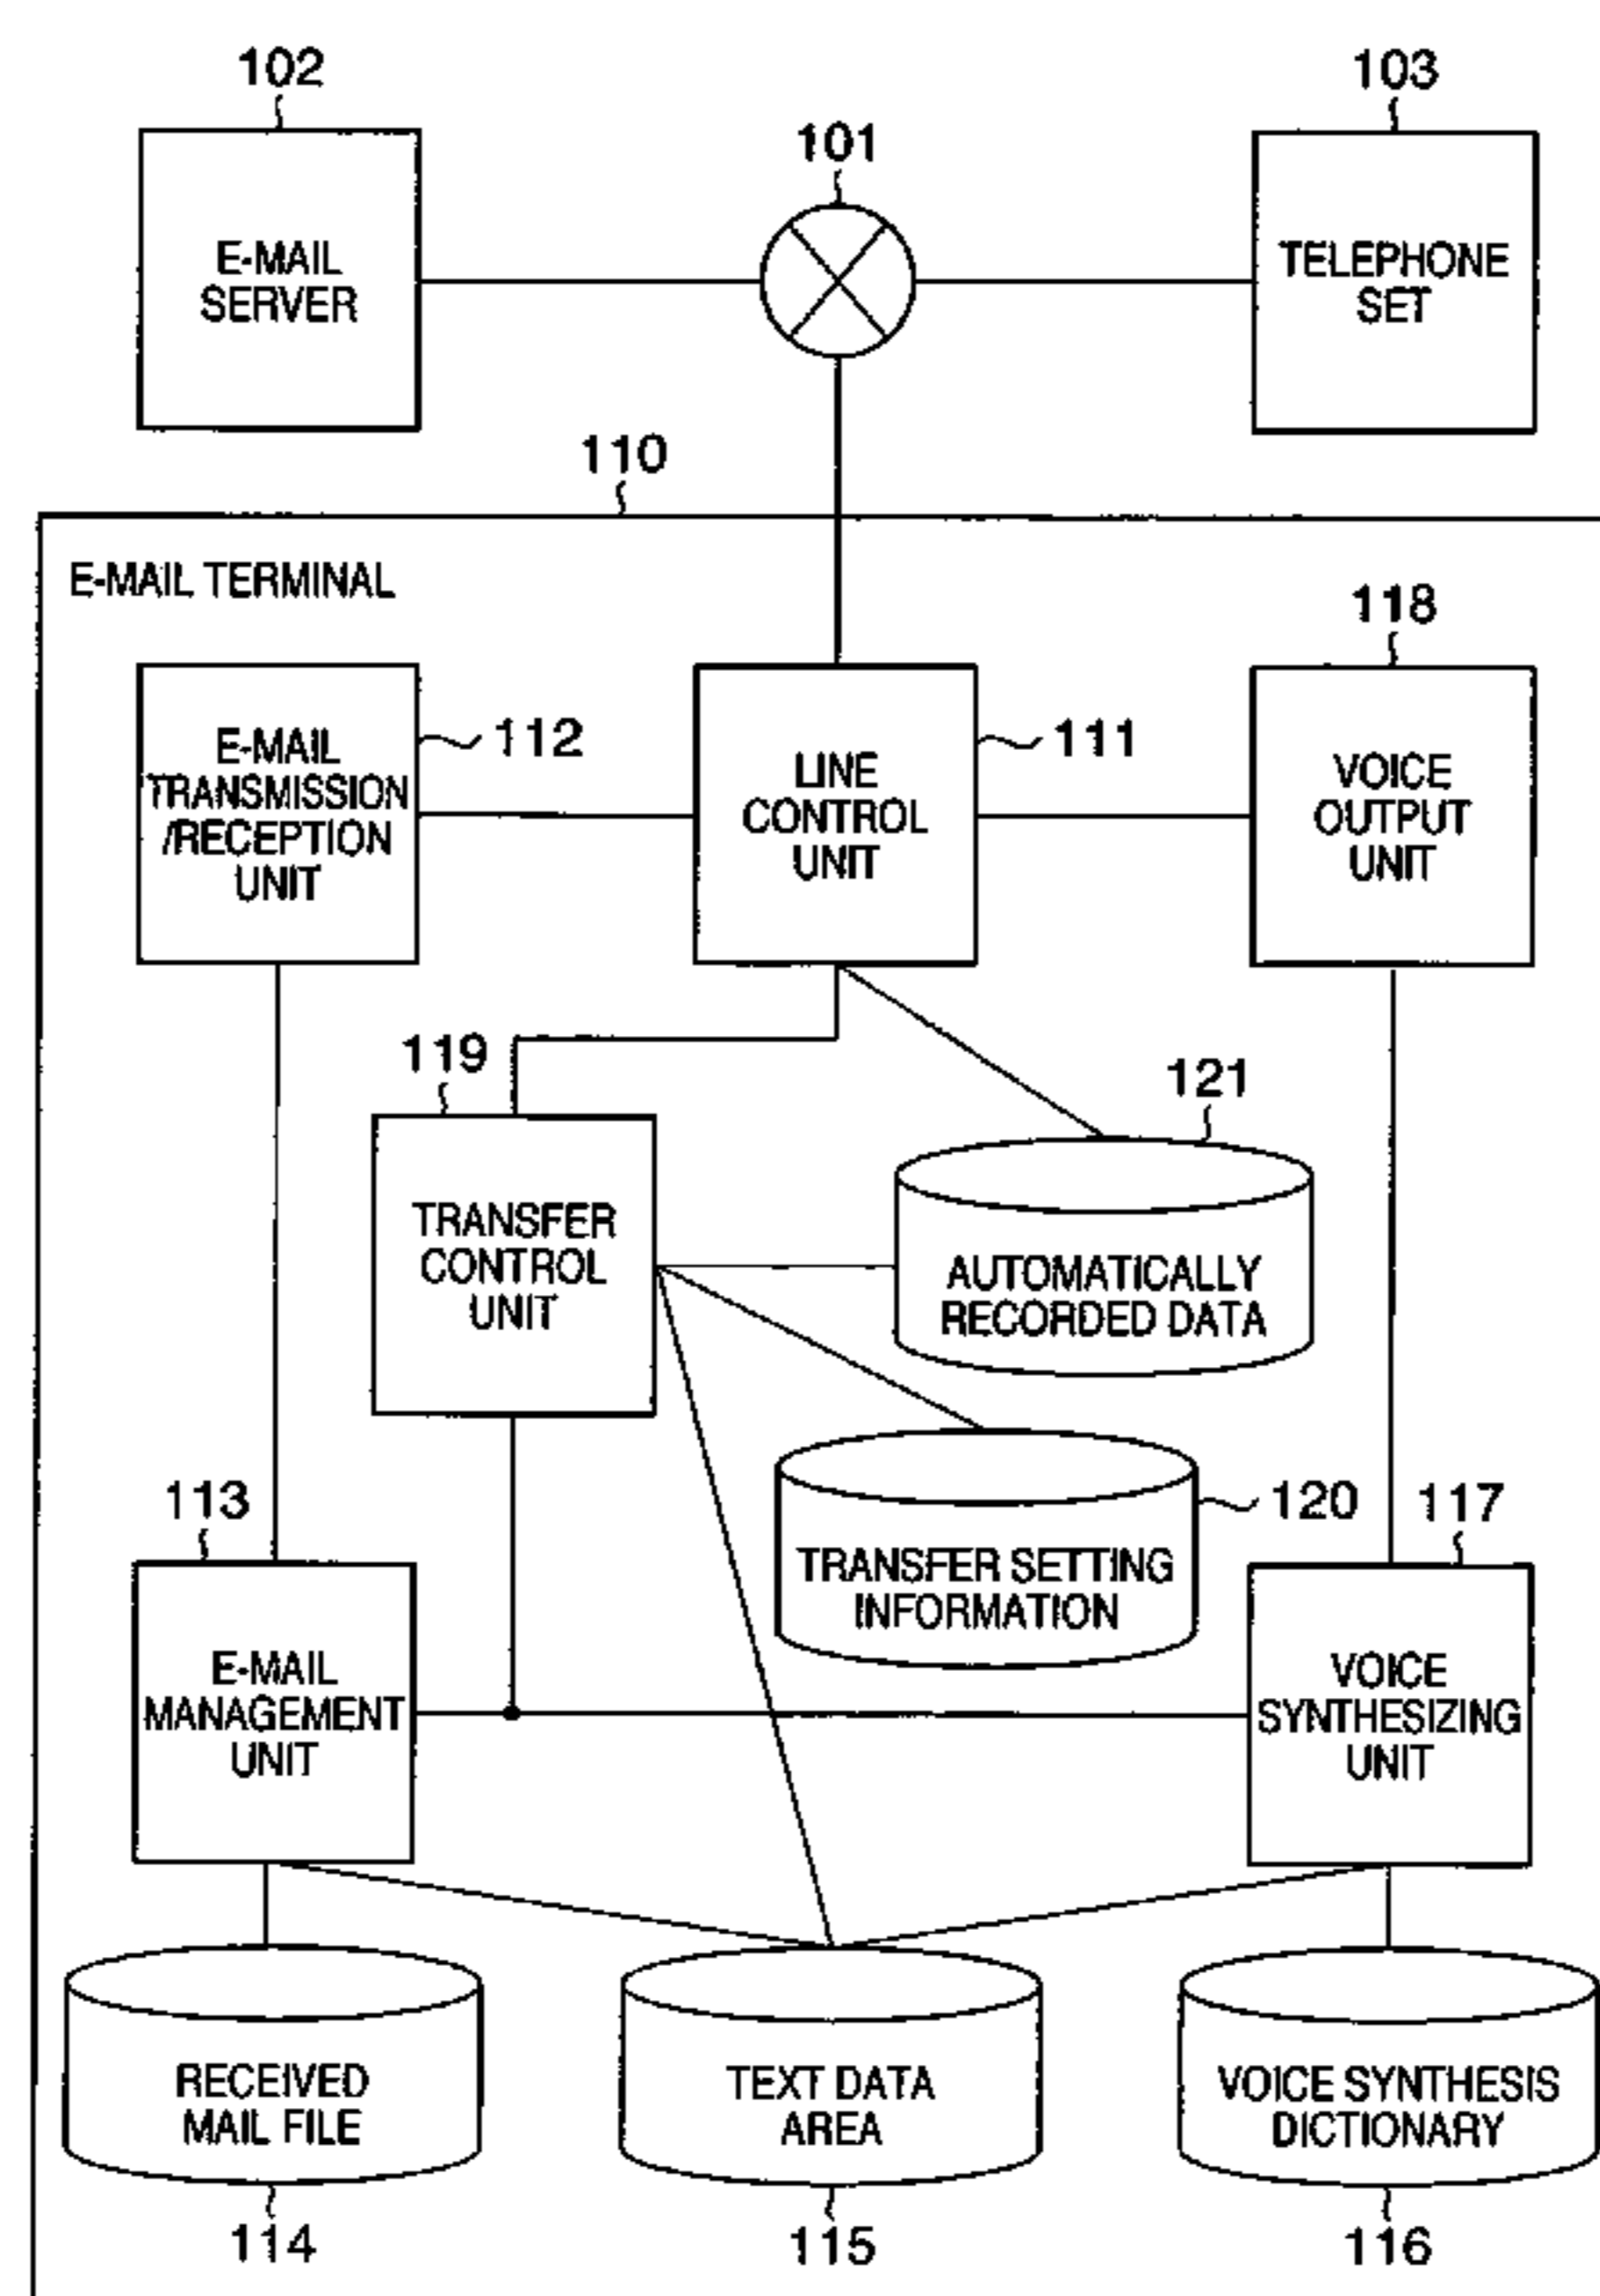 102
103
101
E-MAIL
SERVER
TELEPHONE
SET
110
E-MAIL TERMINAL
118
E-MAIL
TRANSMISSION
/RECEPTION
UNIT
112
LINE
CONTROL
UNIT
111
VOICE
OUTPUT
UNIT
119
121
TRANSFER
CONTROL
UNIT
AUTOMATICALLY
RECORDED DATA
113
120
117
TRANSFER SETTING
INFORMATION
E-MAIL
MANAGEMENT
UNIT
VOICE
SYNTHESIZING
UNIT
RECEIVED
MAIL FILE
TEXT DATA
AREA
VOICE SYNTHESIS
DICTIONARY
114
115
116